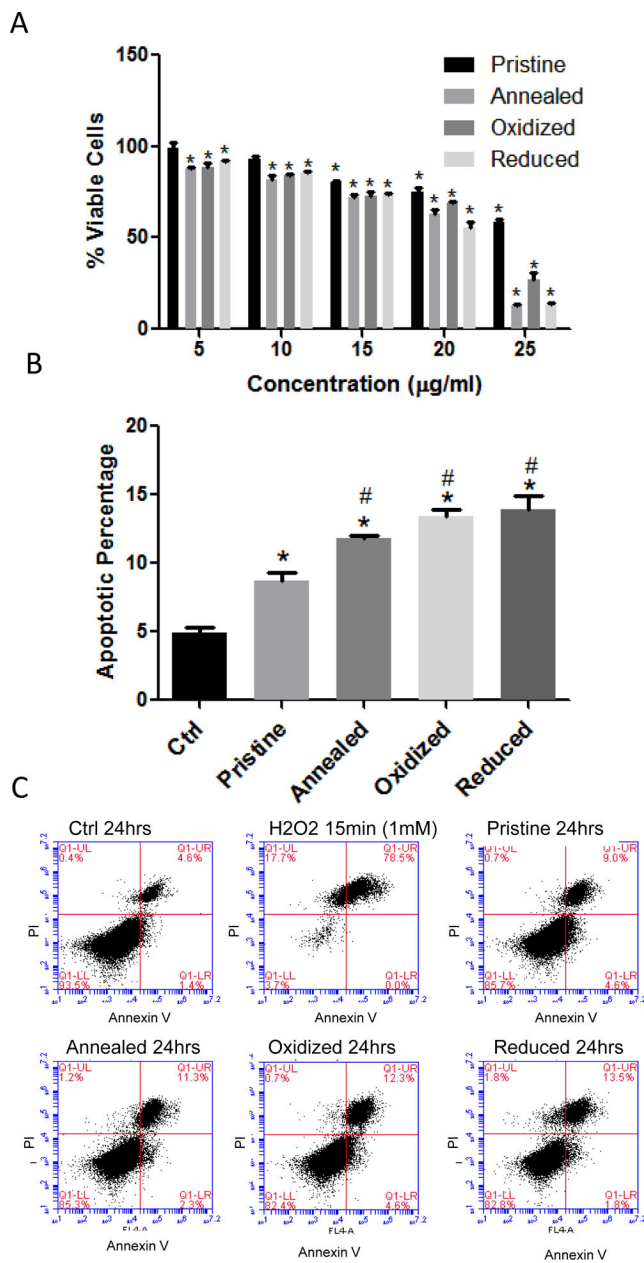 A
150
100
50
0
% Viable Cells
Pristine
Annealed
Oxidized
Reduced
* * *
* * *
* * * *
* * * *
* * * *
5 10 15 20 25
Concentration (µg/ml)
B
20
15
10
5
0
Apoptotic Percentage
*
#
*
#
*
#
*
Ctrl Pristine Annealed Oxidized Reduced
C
Ctrl 24hrs
Q1-UL Q1-UR
0.4% 4.6%
PI
Q1-LL Q1-LR
93.5% 1.4%
Annexin V
H2O2 15min (1mM)
Q1-UL Q1-UR
17.7% 78.5%
PI
Q1-LL Q1-LR
3.7% 0.0%
Annexin V
Pristine 24hrs
Q1-UL Q1-UR
0.7% 9.0%
PI
Q1-LL Q1-LR
85.7% 4.6%
Annexin V
Annealed 24hrs
Q1-UL Q1-UR
1.2% 11.3%
PI
Q1-LL Q1-LR
85.3% 2.3%
FL4-A
Annexin V
Oxidized 24hrs
Q1-UL Q1-UR
0.7% 12.3%
PI
Q1-LL Q1-LR
82.4% 4.6%
FL4-A
Annexin V
Reduced 24hrs
Q1-UL Q1-UR
1.8% 13.5%
PI
Q1-LL Q1-LR
82.8% 1.8%
Annexin V